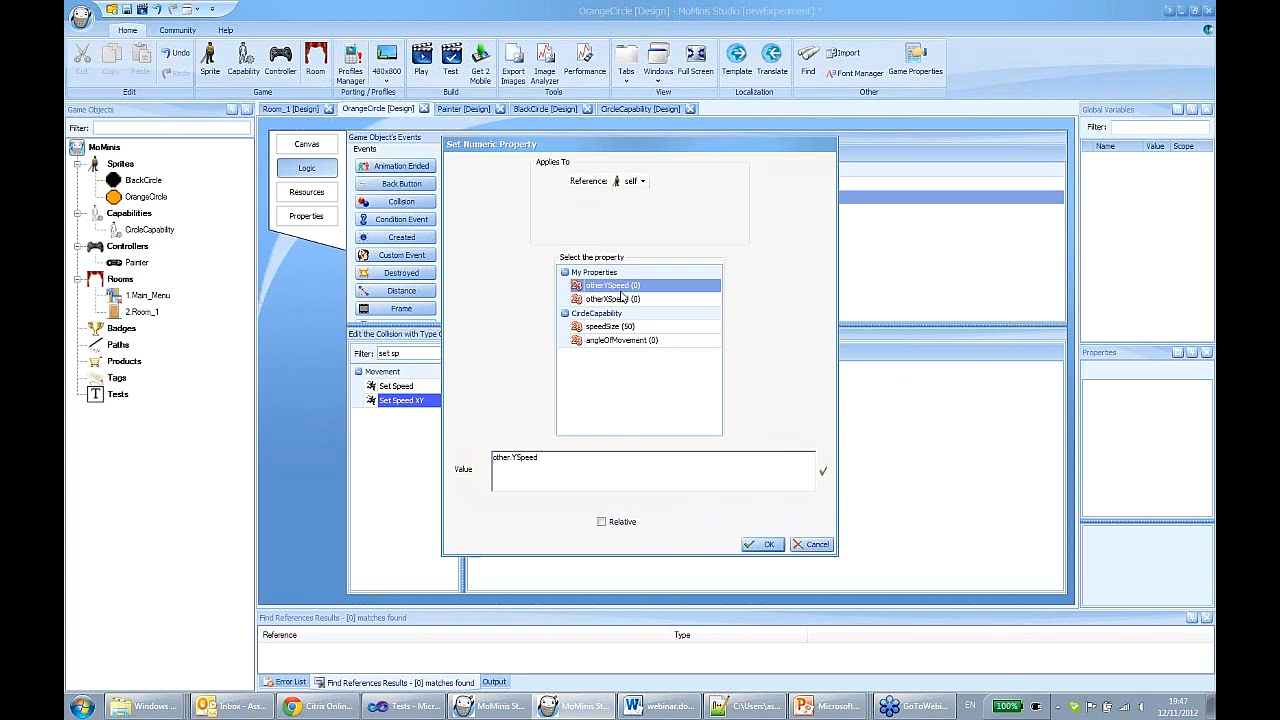 OrangeCircle [Design] - MoMinis Studio [newExperiment] *
Home Community Help
Cut Copy Paste Undo Redo Sprite Capability Controller Room Profiles Manager 480x800 Play Test Get 2 Mobile Export Images Image Analyzer Performance Tabs Windows Full Screen Template Translate Find Import Font Manager Game Properties
Edit Game Porting / Profiles Build Tools View Localization Other
Game Objects
Filter:
MoMinis
Sprites
BlackCircle
OrangeCircle
Capabilities
CircleCapability
Controllers
Painter
Rooms
1.Main_Menu
2.Room_1
Badges
Paths
Products
Tags
Tests
Room_1 [Design] OrangeCircle [Design] Painter [Design] BlackCircle [Design] CircleCapability [Design]
Canvas
Logic
Resources
Properties
Game Object's Events
Events
Animation Ended
Back Button
Collision
Condition Event
Created
Custom Event
Destroyed
Distance
Frame
Edit the Collision with Type C
Filter: set sp
Movement
Set Speed
Set Speed XY
Set Numeric Property
Applies To
Reference: self
Select the property
My Properties
otherYSpeed (0)
otherXSpeed (0)
CircleCapability
speedSize (50)
angleOfMovement (0)
Value
other.YSpeed
Relative
OK Cancel
Global Variables
Filter:
Name Value Scope
Properties
Find References Results - [0] matches found
Reference Type
Error List Find References Results - [0] matches found Output
Windows ... Inbox - Ass... Citrix Onlin... Tests - Micr... MoMinis St... MoMinis St... webinar.do... C:\Users\as... Microsoft... GoToWebi...
100% EN 19:47
12/11/2012